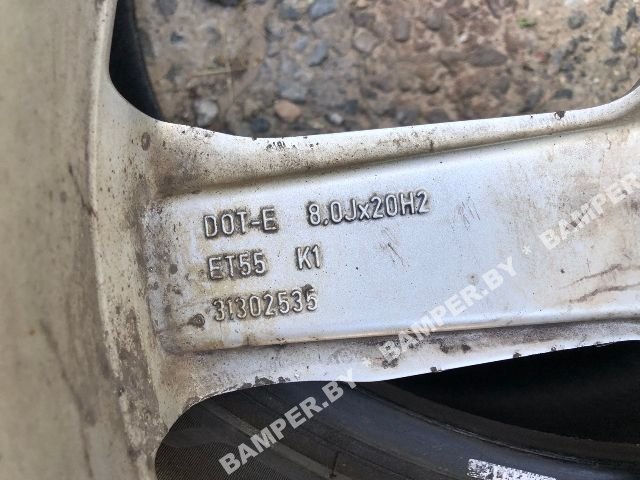 DOT-E 8.0Jx20H2
ET55 K1
31302535
BAMPER.BY * BAMPER.BY * BAMPER.BY